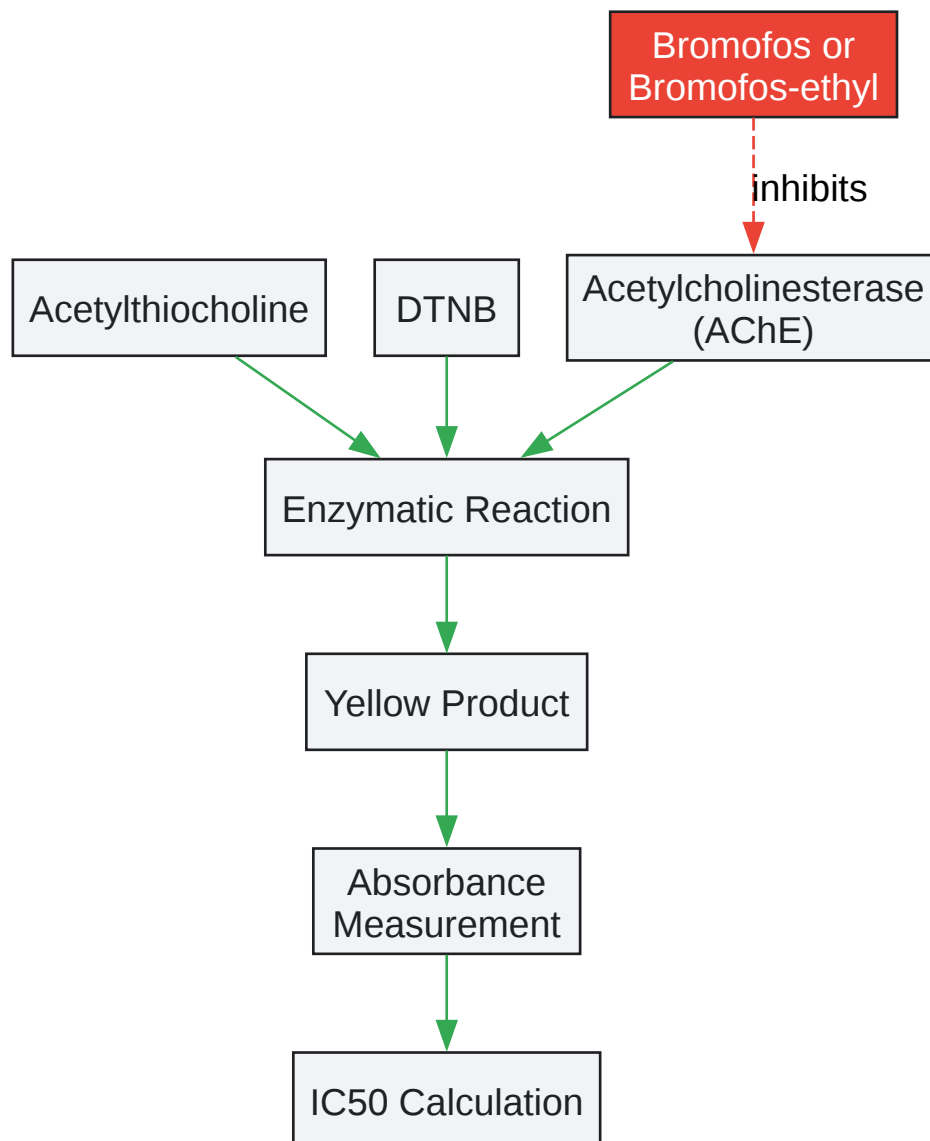 Bromofos or
Bromofos-ethyl
inhibits
Acetylthiocholine
DTNB
Acetylcholinesterase
(AChE)
Enzymatic Reaction
Yellow Product
Absorbance
Measurement
IC50 Calculation